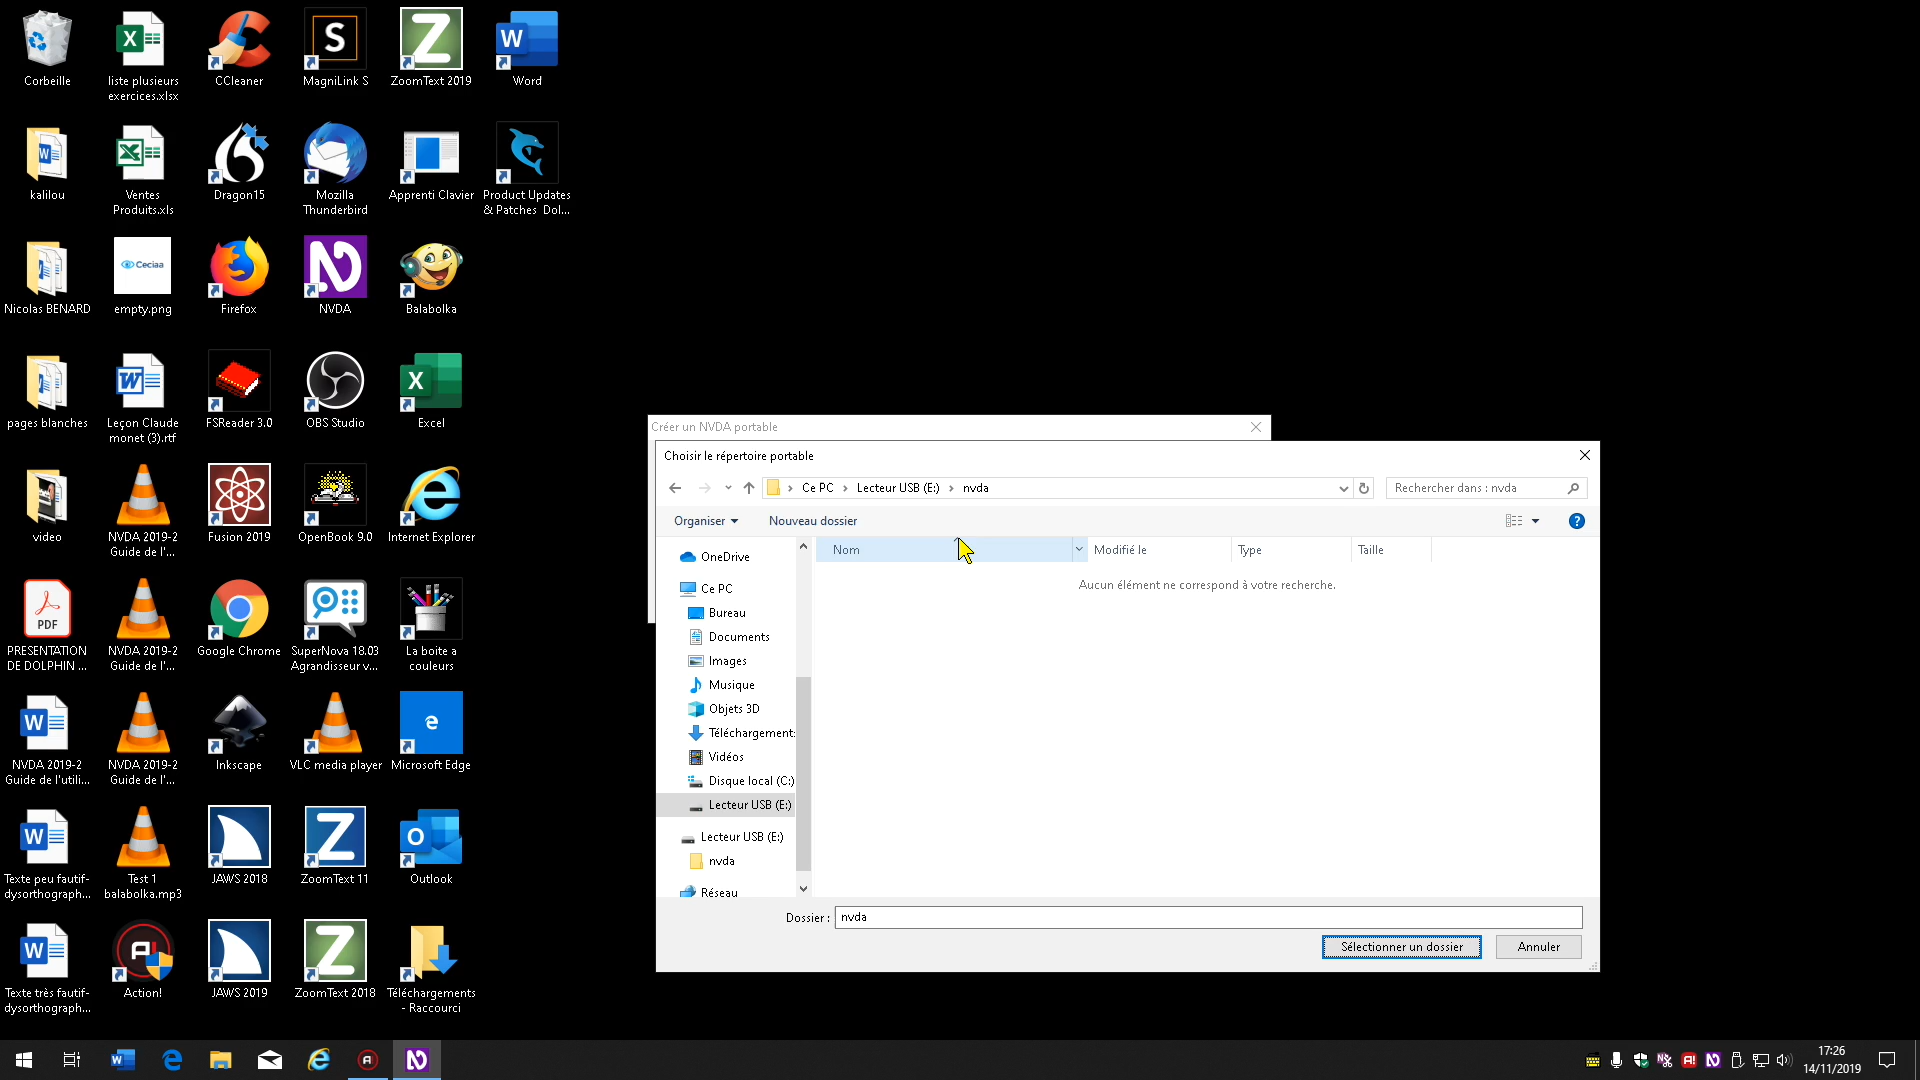 Corbeille
liste plusieurs
exercices.xlsx
CCleaner
MagniLink S
ZoomText 2019
Word
kalilou
Ventes
Produits.xls
Dragon15
Mozilla
Thunderbird
Apprenti Clavier
Product Updates
& Patches Dol...
Nicolas BENARD
Ceciaa
empty.png
Firefox
NVDA
Balabolka
pages blanches
Leçon Claude
monet (3).rtf
FSReader 3.0
OBS Studio
Excel
video
NVDA 2019-2
Guide de l'...
Fusion 2019
OpenBook 9.0
Internet Explorer
PDF
PRESENTATION
DE DOLPHIN ...
NVDA 2019-2
Guide de l'...
Google Chrome
SuperNova 18.03
Agrandisseur v...
La boite a
couleurs
NVDA 2019-2
Guide de l'utili...
NVDA 2019-2
Guide de l'...
Inkscape
VLC media player
Microsoft Edge
Texte peu fautif-
dysorthograph...
Test 1
balabolka.mp3
JAWS 2018
ZoomText 11
Outlook
Texte très fautif-
dysorthograph...
Action!
JAWS 2019
ZoomText 2018
Téléchargements
- Raccourci
Créer un NVDA portable
Choisir le répertoire portable
Ce PC > Lecteur USB (E:) > nvda
Rechercher dans : nvda
Organiser
Nouveau dossier
Nom
Modifié le
Type
Taille
Aucun élément ne correspond à votre recherche.
OneDrive
Ce PC
Bureau
Documents
Images
Musique
Objets 3D
Téléchargement:
Vidéos
Disque local (C:)
Lecteur USB (E:)
Lecteur USB (E:)
nvda
Réseau
Dossier : nvda
Sélectionner un dossier
Annuler
17:26
14/11/2019